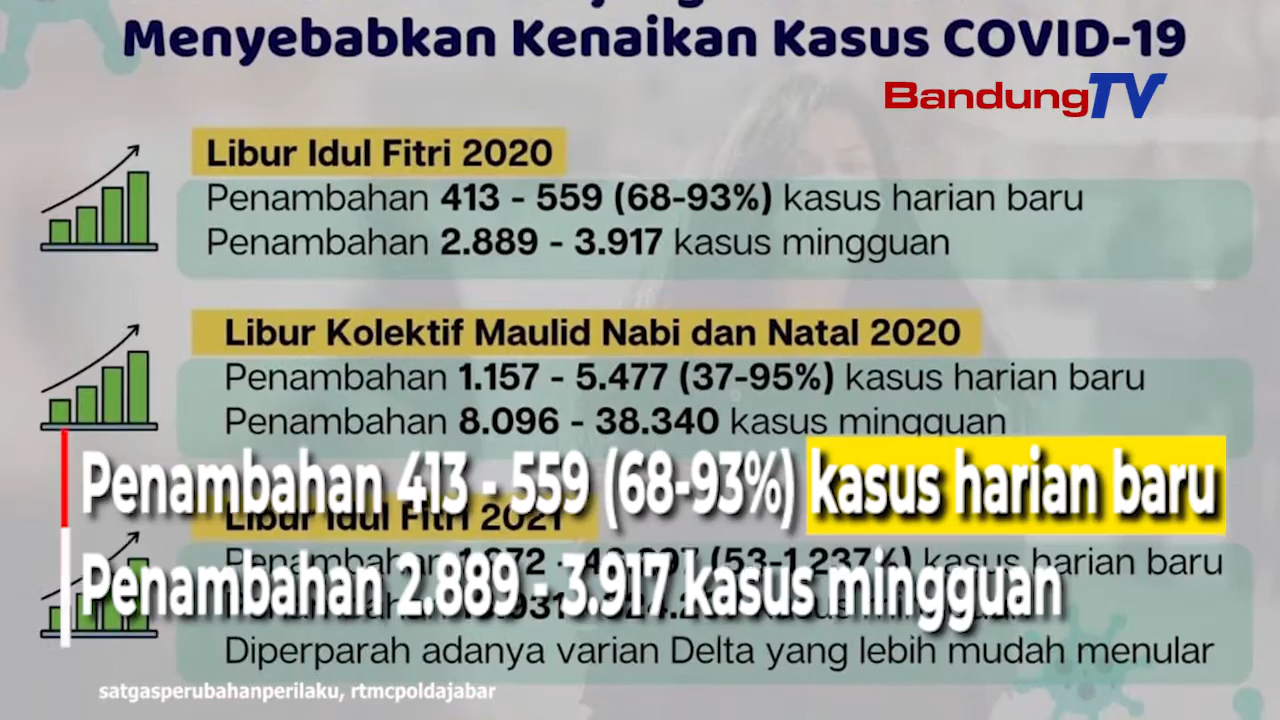 Menyebabkan Kenaikan Kasus COVID-19
BandungTV
Libur Idul Fitri 2020
Penambahan 413 - 559 (68-93%) kasus harian baru
Penambahan 2.889 - 3.917 kasus mingguan
Libur Kolektif Maulid Nabi dan Natal 2020
Penambahan 1.157 - 5.477 (37-95%) kasus harian baru
Penambahan 8.096 - 38.340 kasus mingguan
Penambahan 413 - 559 (68-93%) kasus harian baru
Libur Idul Fitri 2021
Penambahan (53-1.237%) kasus harian baru
Penambahan 2.889 - 3.917 kasus mingguan
Diperparah adanya varian Delta yang lebih mudah menular
satgasperubahanperilaku, rtmcpoldajabar